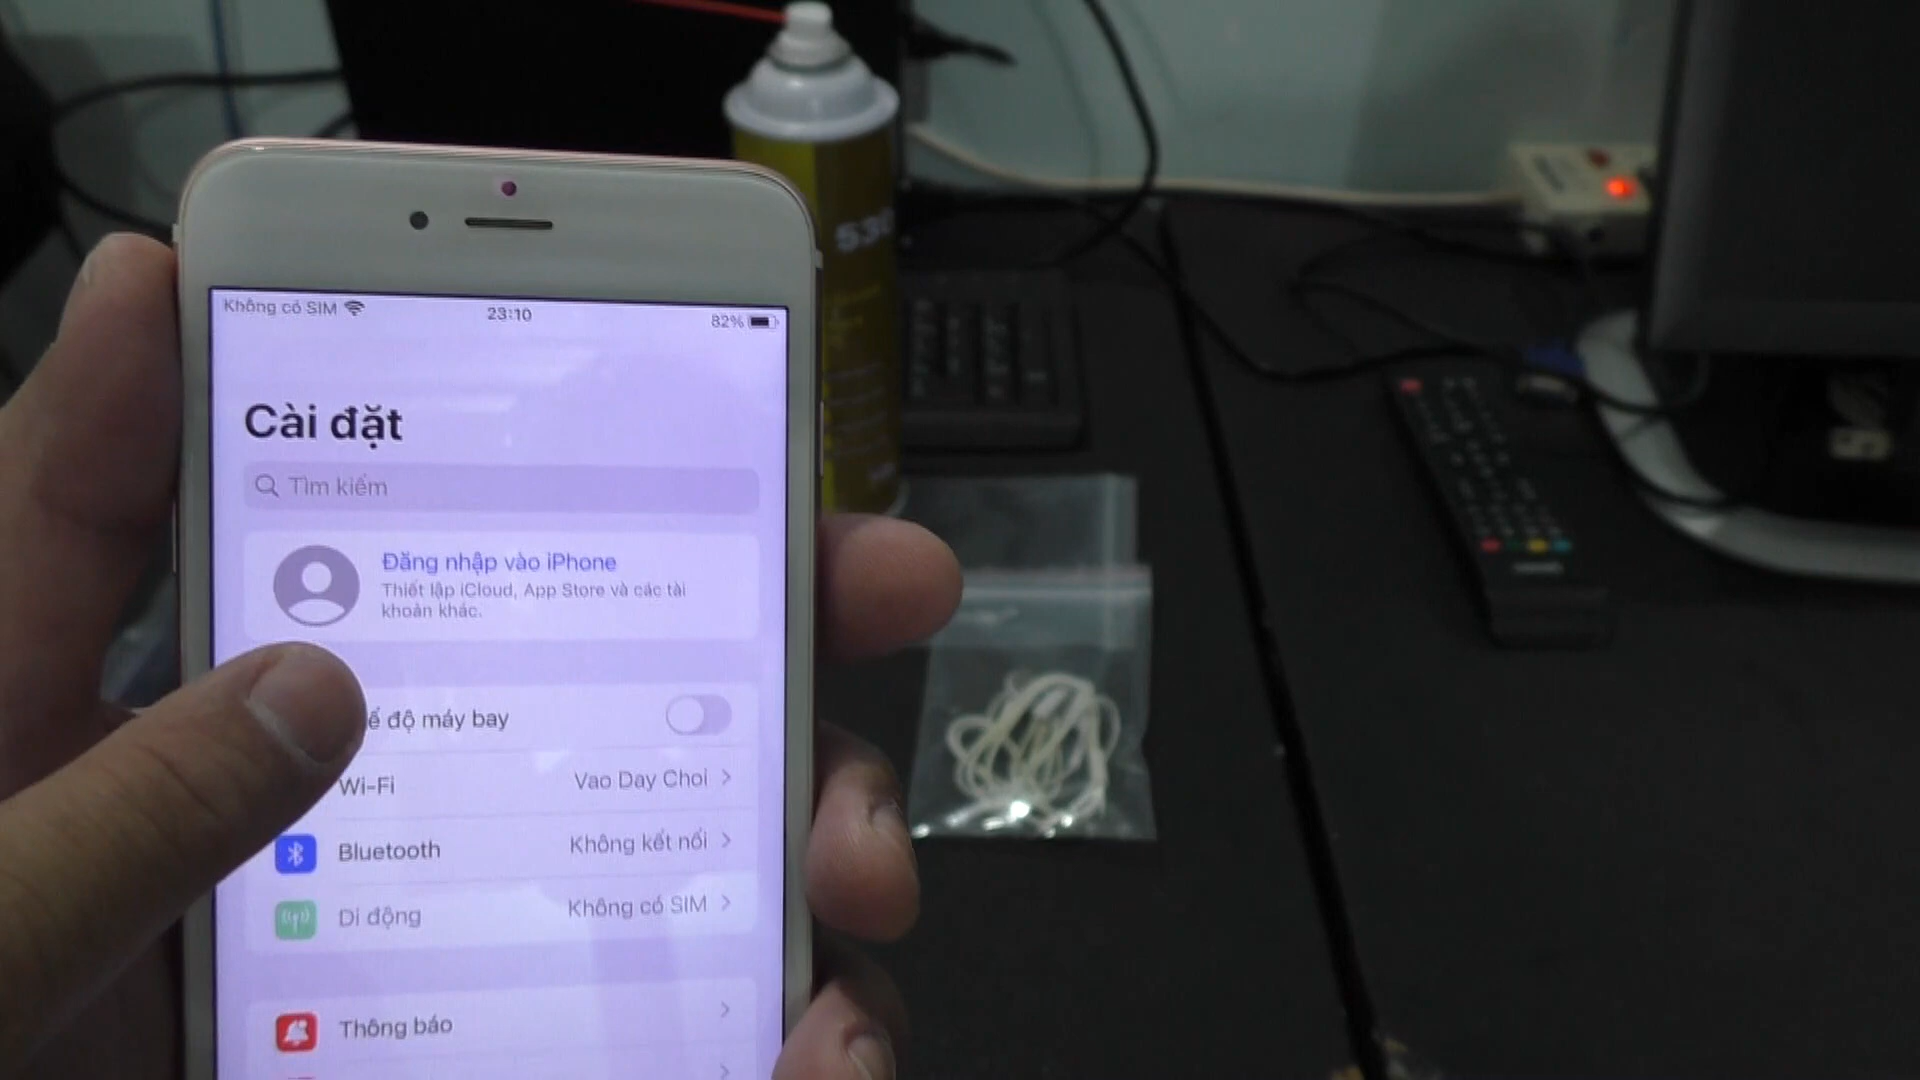 Không có SIM
23:10
82%
Cài đặt
Tìm kiếm
Đăng nhập vào iPhone
Thiết lập iCloud, App Store và các tài
khoản khác.
ế độ máy bay
Wi-Fi
Vao Day Choi
Bluetooth
Không kết nối
Di động
Không có SIM
Thông báo